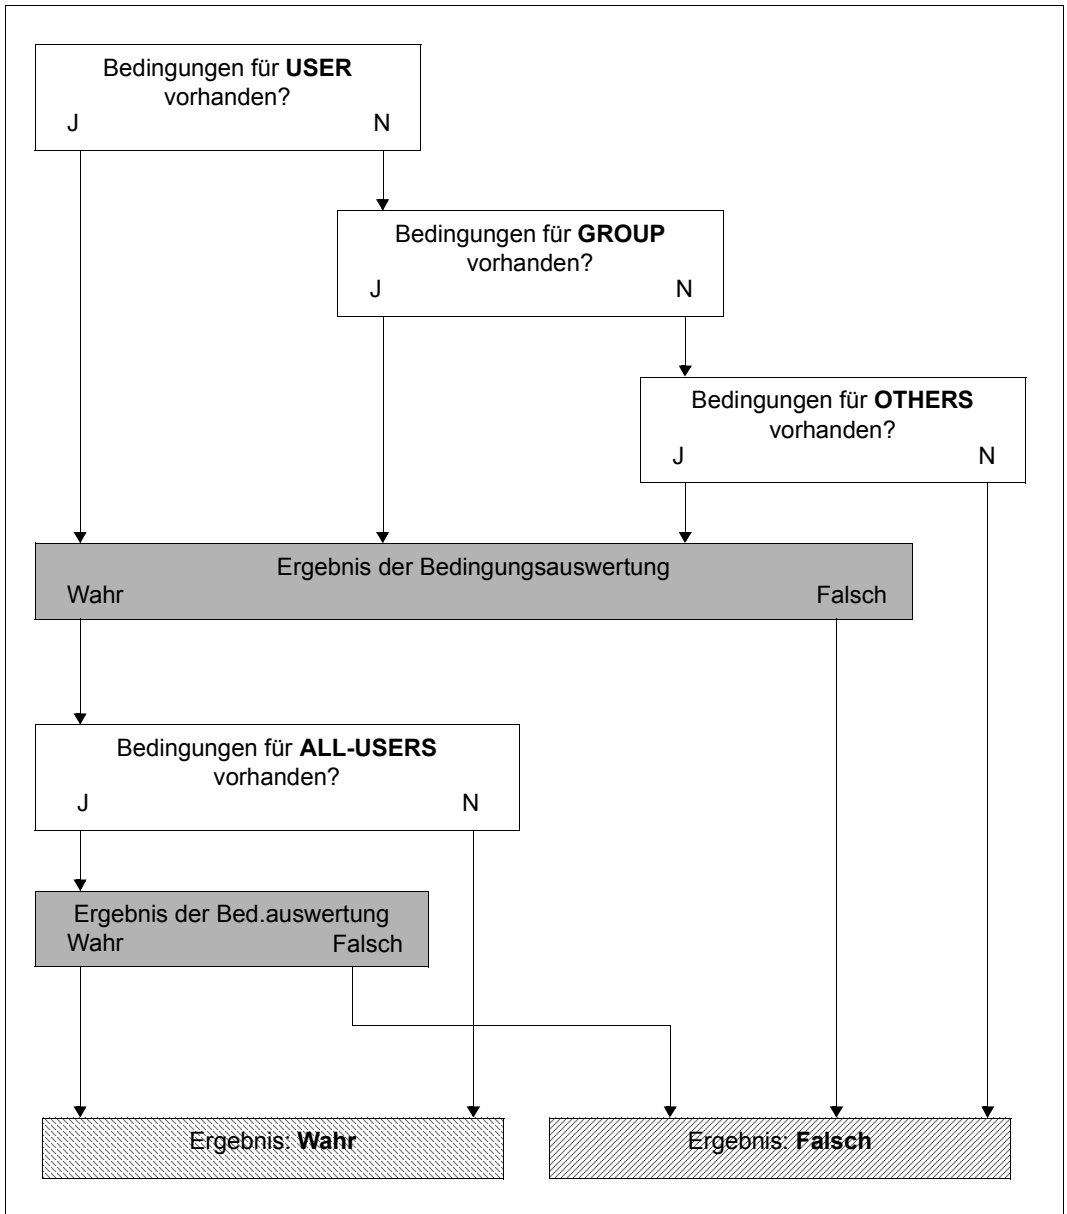 Bedingungen für USER
vorhanden?
J N
Bedingungen für GROUP
vorhanden?
J N
Bedingungen für OTHERS
vorhanden?
J N
Ergebnis der Bedingungsauswertung
Wahr Falsch
Bedingungen für ALL-USERS
vorhanden?
J N
Ergebnis der Bed.auswertung
Wahr Falsch
Ergebnis: Wahr
Ergebnis: Falsch